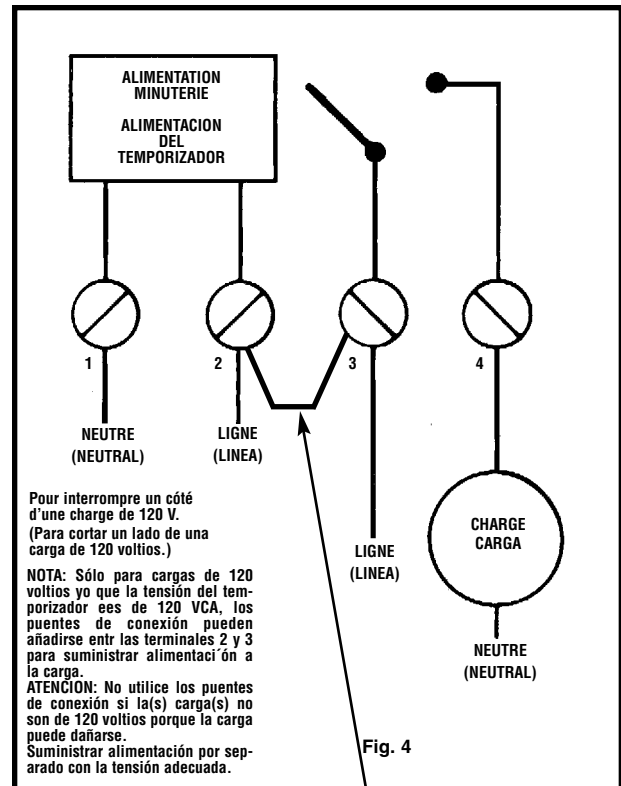 ALIMENTATION
MINUTERIE
ALIMENTACION
DEL
TEMPORIZADOR
1
2
3
4
NEUTRE
(NEUTRAL)
LIGNE
(LINEA)
LIGNE
(LINEA)
CHARGE
CARGA
NEUTRE
(NEUTRAL)
Pour interrompre un cóté
d'une charge de 120 V.
(Para cortar un lado de una
carga de 120 voltios.)
NOTA: Sólo para cargas de 120
voltios yo que la tensión del tem-
porizador ees de 120 VCA, los
puentes de conexión pueden
añadirse entr las terminales 2 y 3
para suministrar alimentaci´ón a
la carga.
ATENCION: No utilice los puentes
de conexión si la(s) carga(s) no
son de 120 voltios porque la carga
puede dañarse.
Suministrar alimentación por sep-
arado con la tensión adecuada.
Fig. 4